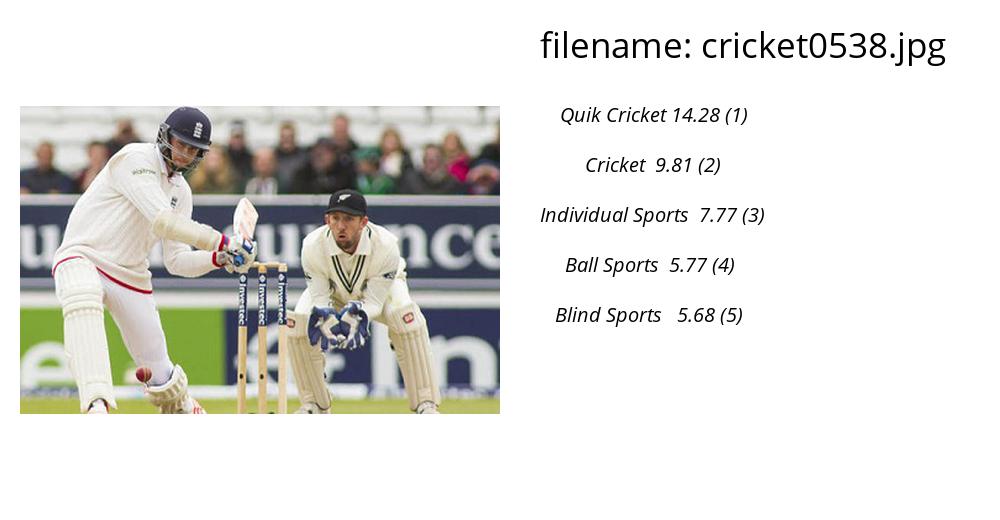 filename: cricket0538.jpg
Quik Cricket 14.28 (1)
Cricket 9.81 (2)
Individual Sports 7.77 (3)
Ball Sports 5.77 (4)
Blind Sports 5.68 (5)
waitrose
Investec
Investec
Investec